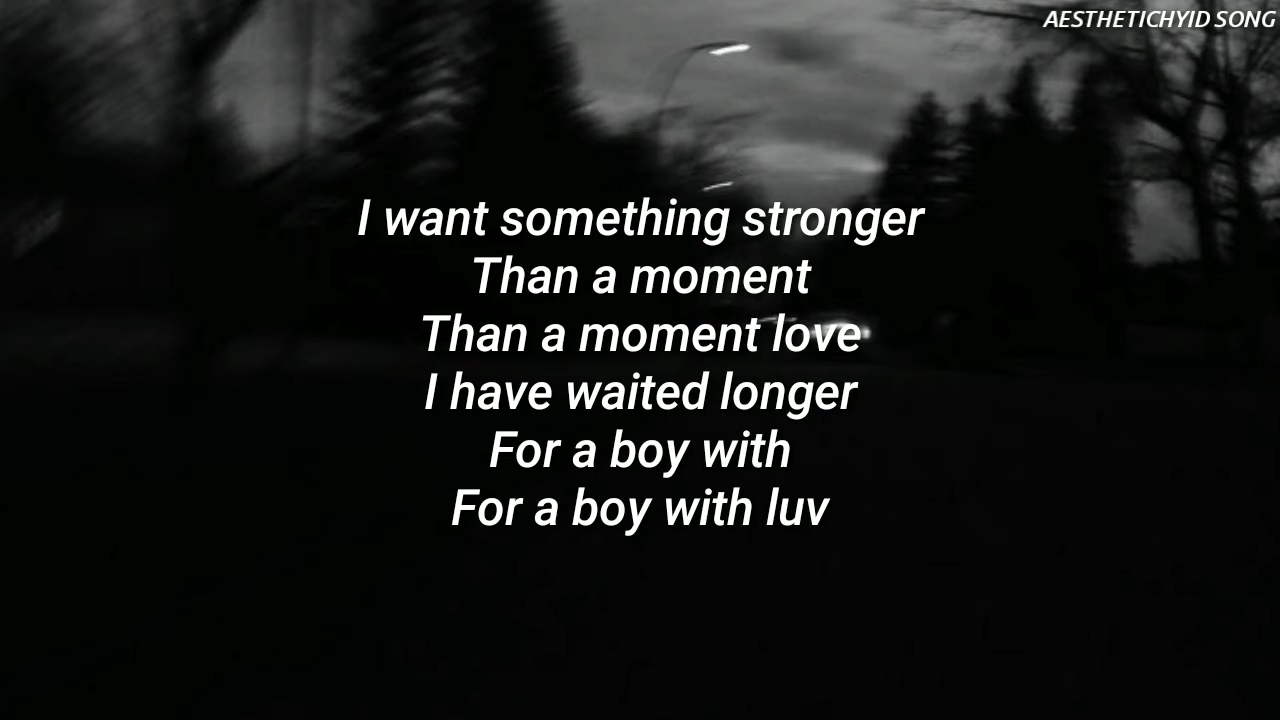 AESTHETICHYID SONG
I want something stronger
Than a moment
Than a moment love
I have waited longer
For a boy with
For a boy with luv